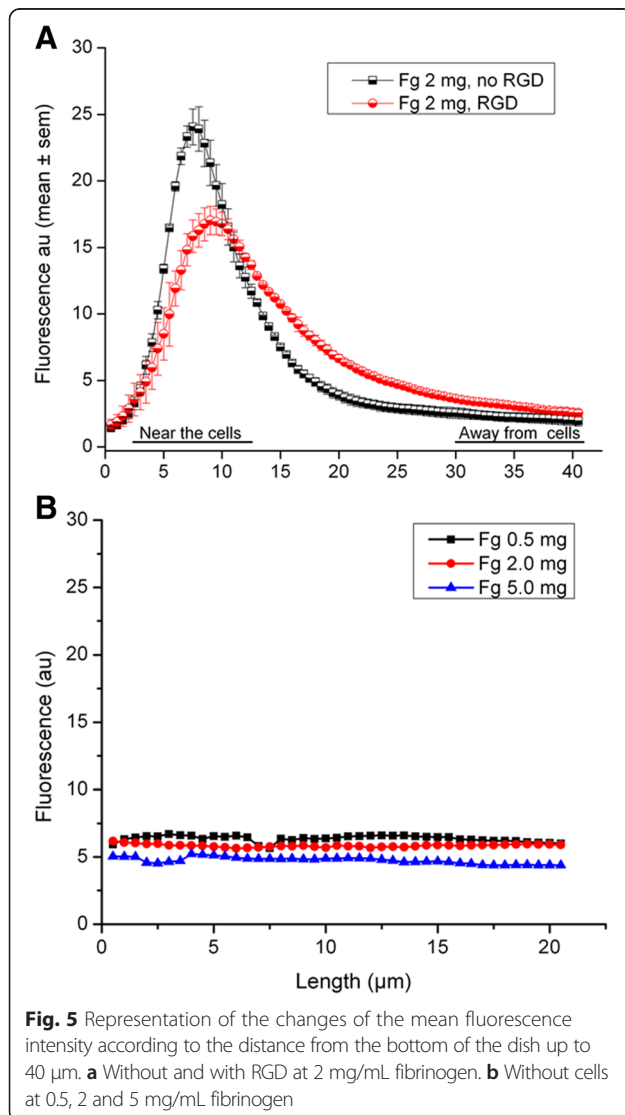 A
30
25
20
15
10
5
0
Fluorescence au (mean ± sem)
Fg 2 mg, no RGD
Fg 2 mg, RGD
Near the cells
Away from cells
0 5 10 15 20 25 30 35 40
B
30
25
20
15
10
5
0
Fluorescence (au)
Fg 0.5 mg
Fg 2.0 mg
Fg 5.0 mg
0 5 10 15 20
Length (µm)
Fig. 5 Representation of the changes of the mean fluorescence
intensity according to the distance from the bottom of the dish up to
40 µm. a Without and with RGD at 2 mg/mL fibrinogen. b Without cells
at 0.5, 2 and 5 mg/mL fibrinogen